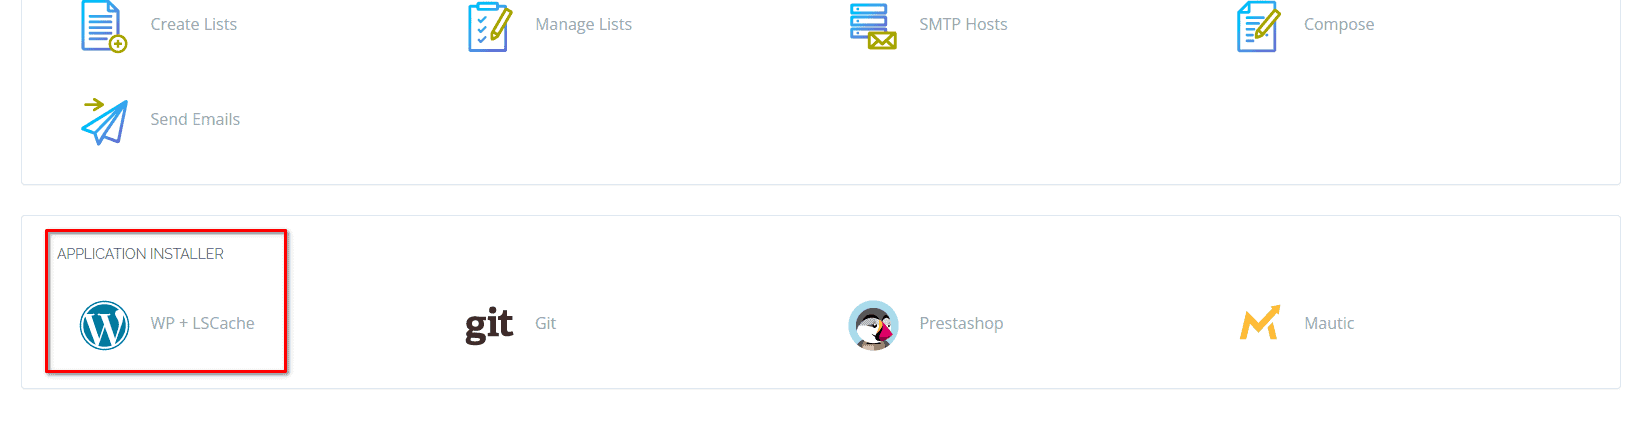 Create Lists
Manage Lists
SMTP Hosts
Compose
Send Emails
APPLICATION INSTALLER
WP + LSCache
git
Git
Prestashop
Mautic